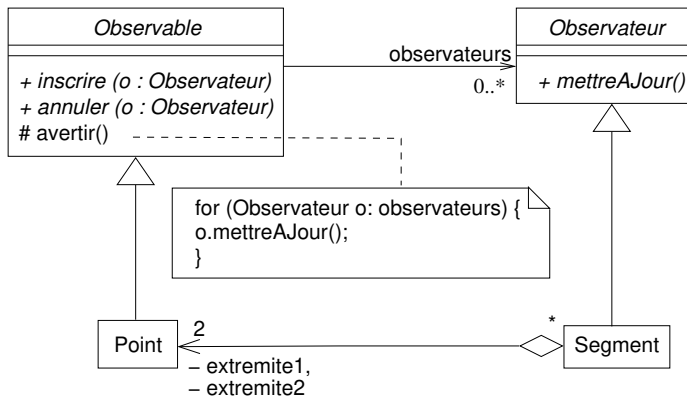 Observable
+ inscrire (o : Observateur)
+ annuler (o : Observateur)
# avertir()
observateurs
0..*
Observateur
+ mettreAJour()
for (Observateur o: observateurs) {
o.mettreAJour();
}
Point
2
– extremite1,
– extremite2
*
Segment